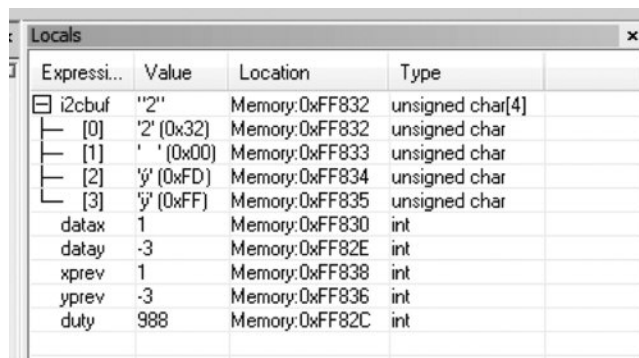 Locals
Expressi... Value Location Type
i2cbuf "2" Memory:0xFF832 unsigned char[4]
[0] '2' (0x32) Memory:0xFF832 unsigned char
[1] ' ' (0x00) Memory:0xFF833 unsigned char
[2] 'ý' (0xFD) Memory:0xFF834 unsigned char
[3] 'ÿ' (0xFF) Memory:0xFF835 unsigned char
datax 1 Memory:0xFF830 int
datay -3 Memory:0xFF82E int
xprev 1 Memory:0xFF838 int
yprev -3 Memory:0xFF836 int
duty 988 Memory:0xFF82C int